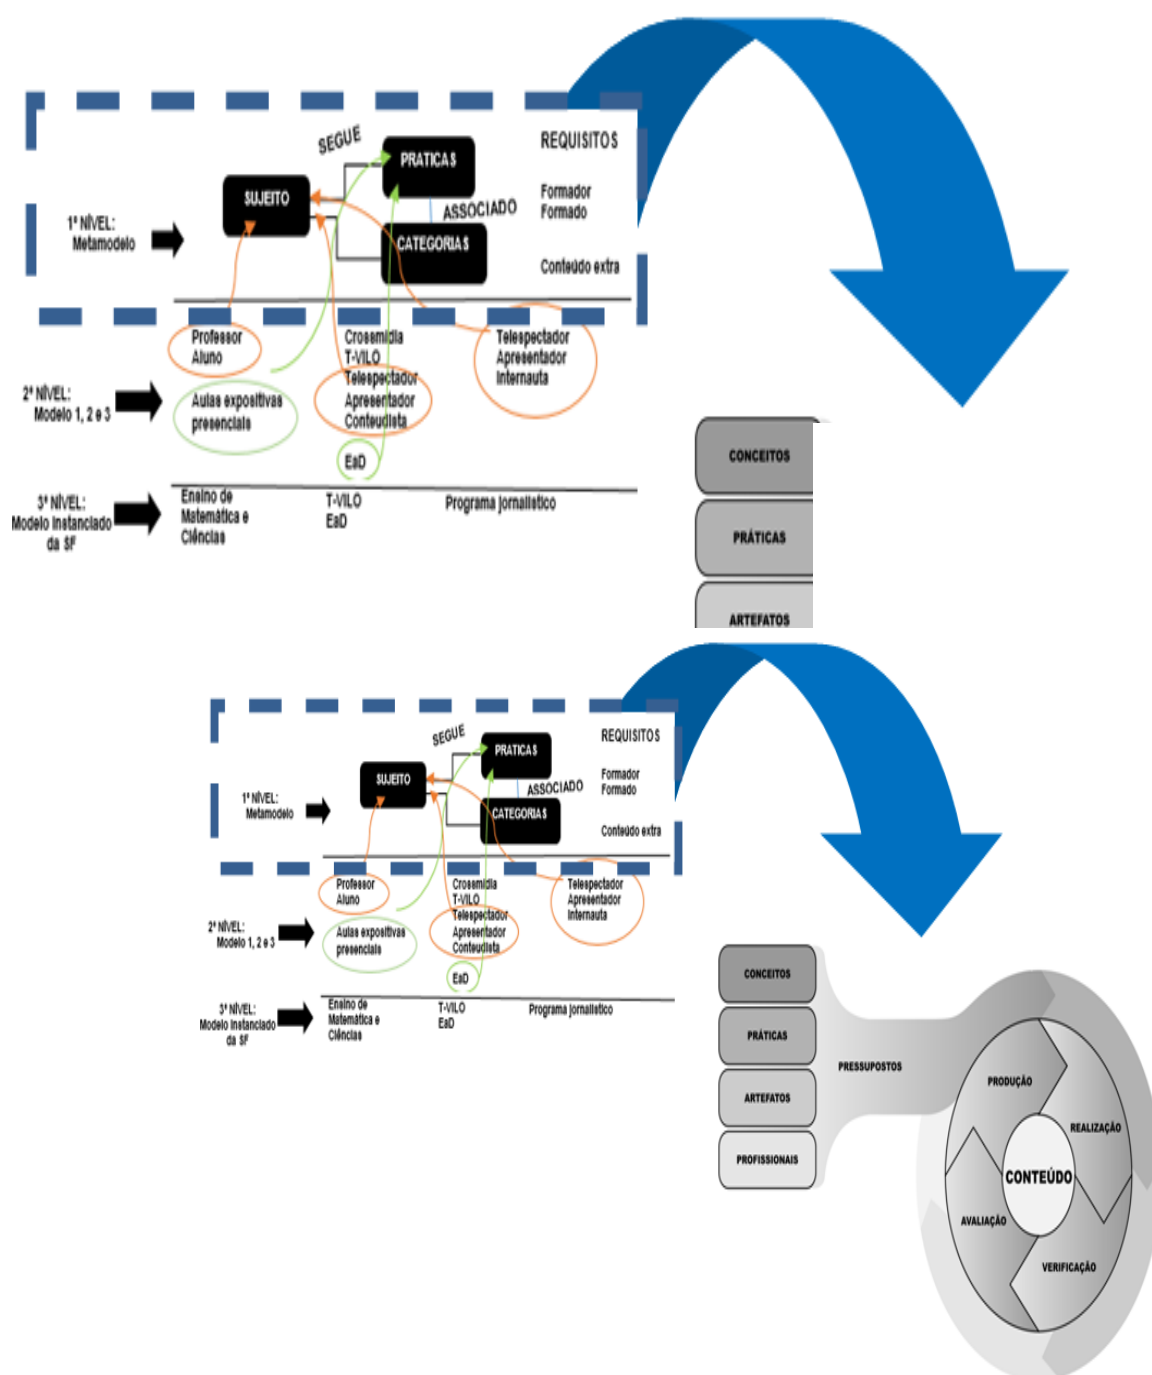 SEGUE
PRATICAS
REQUISITOS
SUJEITO
Formador
Formado
ASSOCIADO
1º NÍVEL:
Metamodelo
CATEGORIAS
Conteúdo extra
Professor
Aluno
Crossmídia
T-VILO
Telespectador
Apresentador
Conteudista
Telespectador
Apresentador
Internauta
2º NÍVEL:
Modelo 1, 2 e 3
Aulas expositivas
presenciais
EaD
3º NÍVEL:
Modelo Instanciado
da SF
Ensino de
Matemática e
Ciências
T-VILO
EaD
Programa jornalístico
CONCEITOS
PRÁTICAS
ARTEFATOS
SEGUE
PRATICAS
REQUISITOS
SUJEITO
Formador
Formado
ASSOCIADO
1º NÍVEL:
Metamodelo
CATEGORIAS
Conteúdo extra
Professor
Aluno
Crossmídia
T-VILO
Telespectador
Apresentador
Conteudista
Telespectador
Apresentador
Internauta
2º NÍVEL:
Modelo 1, 2 e 3
Aulas expositivas
presenciais
EaD
3º NÍVEL:
Modelo Instanciado
da SF
Ensino de
Matemática e
Ciências
T-VILO
EaD
Programa jornalístico
CONCEITOS
PRÁTICAS
ARTEFATOS
PROFISSIONAIS
PRESSUPOSTOS
PRODUÇÃO
REALIZAÇÃO
CONTEÚDO
AVALIAÇÃO
VERIFICAÇÃO